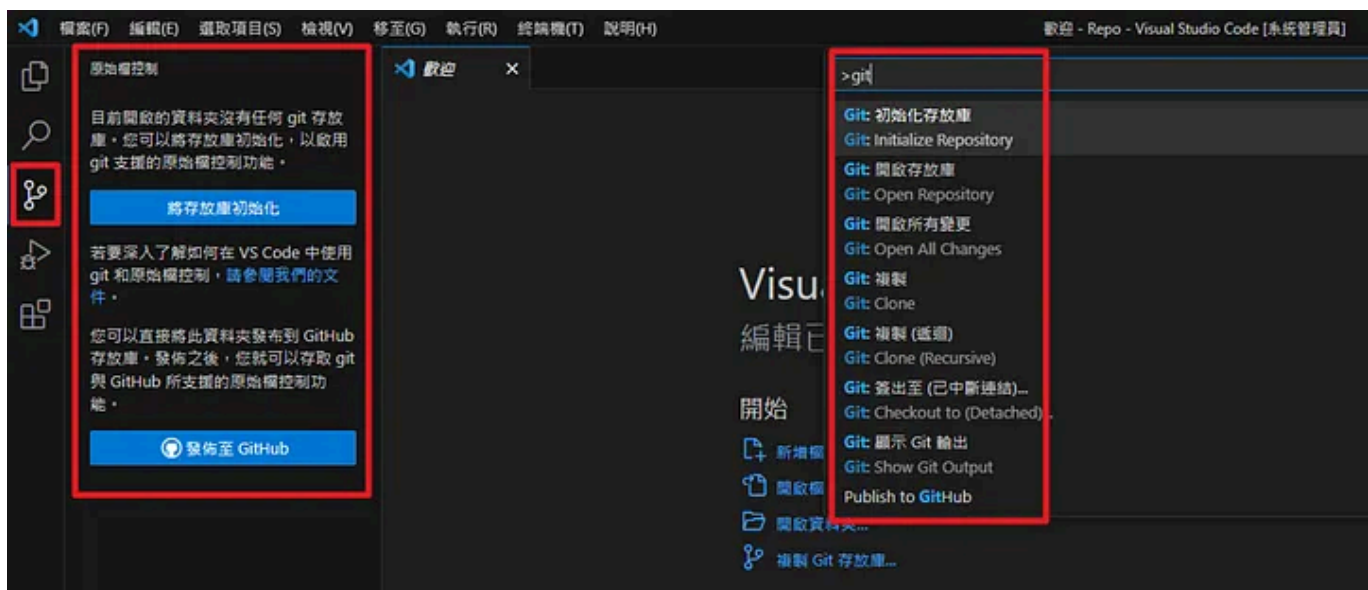 檔案(F) 編輯(E) 選取項目(S) 檢視(V) 移至(G) 執行(R) 終端機(T) 說明(H) 歡迎 - Repo - Visual Studio Code [系統管理員]
原始檔控制
目前開啟的資料夾沒有任何 git 存放
庫。您可以將存放庫初始化，以啟用
git 支援的原始檔控制功能。
將存放庫初始化
若要深入了解如何在 VS Code 中使用
git 和原始檔控制，請參閱我們的文
件。
您可以直接將此資料夾發布到 GitHub
存放庫。發佈之後，您就可以存取 git
與 GitHub 所支援的原始檔控制功
能。
發佈至 GitHub
歡迎
Visu
編輯已
開始
新增檔
開啟檔
開啟資料夾...
複製 Git 存放庫...
>git
Git: 初始化存放庫
Git: Initialize Repository
Git: 開啟存放庫
Git: Open Repository
Git: 開啟所有變更
Git: Open All Changes
Git: 複製
Git: Clone
Git: 複製 (遞迴)
Git: Clone (Recursive)
Git: 簽出至 (已中斷連結)...
Git: Checkout to (Detached)...
Git: 顯示 Git 輸出
Git: Show Git Output
Publish to GitHub